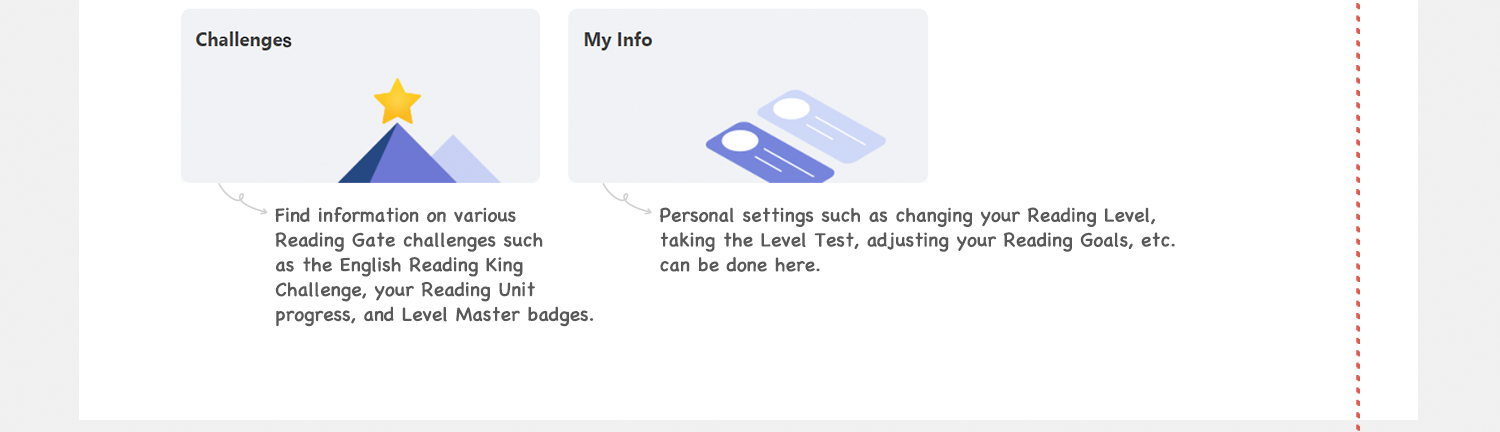 Challenges
My Info
Find information on various
Reading Gate challenges such
as the English Reading King
Challenge, your Reading Unit
progress, and Level Master badges.
Personal settings such as changing your Reading Level,
taking the Level Test, adjusting your Reading Goals, etc.
can be done here.